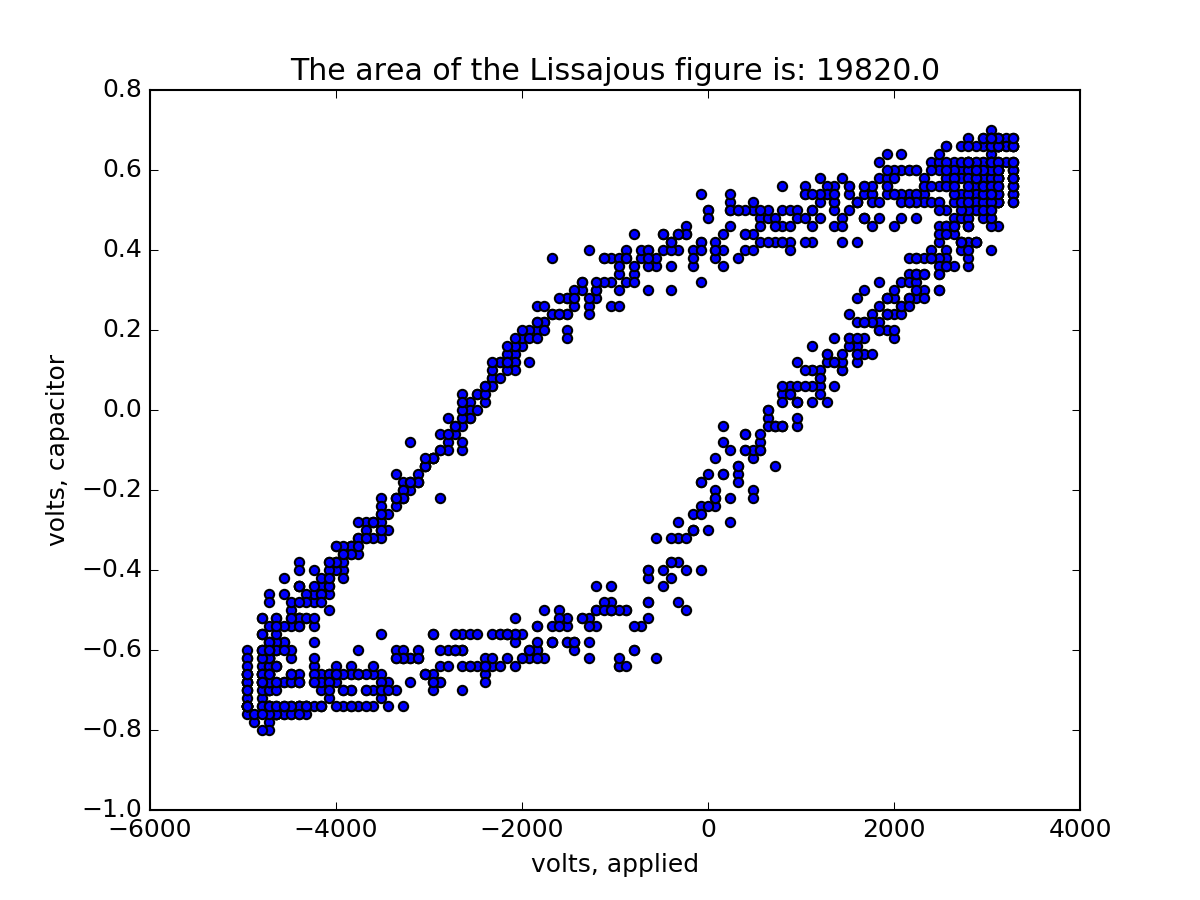 The area of the Lissajous figure is: 19820.0
0.8
0.6
0.4
0.2
0.0
−0.2
−0.4
−0.6
−0.8
−1.0
volts, capacitor
−6000 −4000 −2000 0 2000 4000
volts, applied